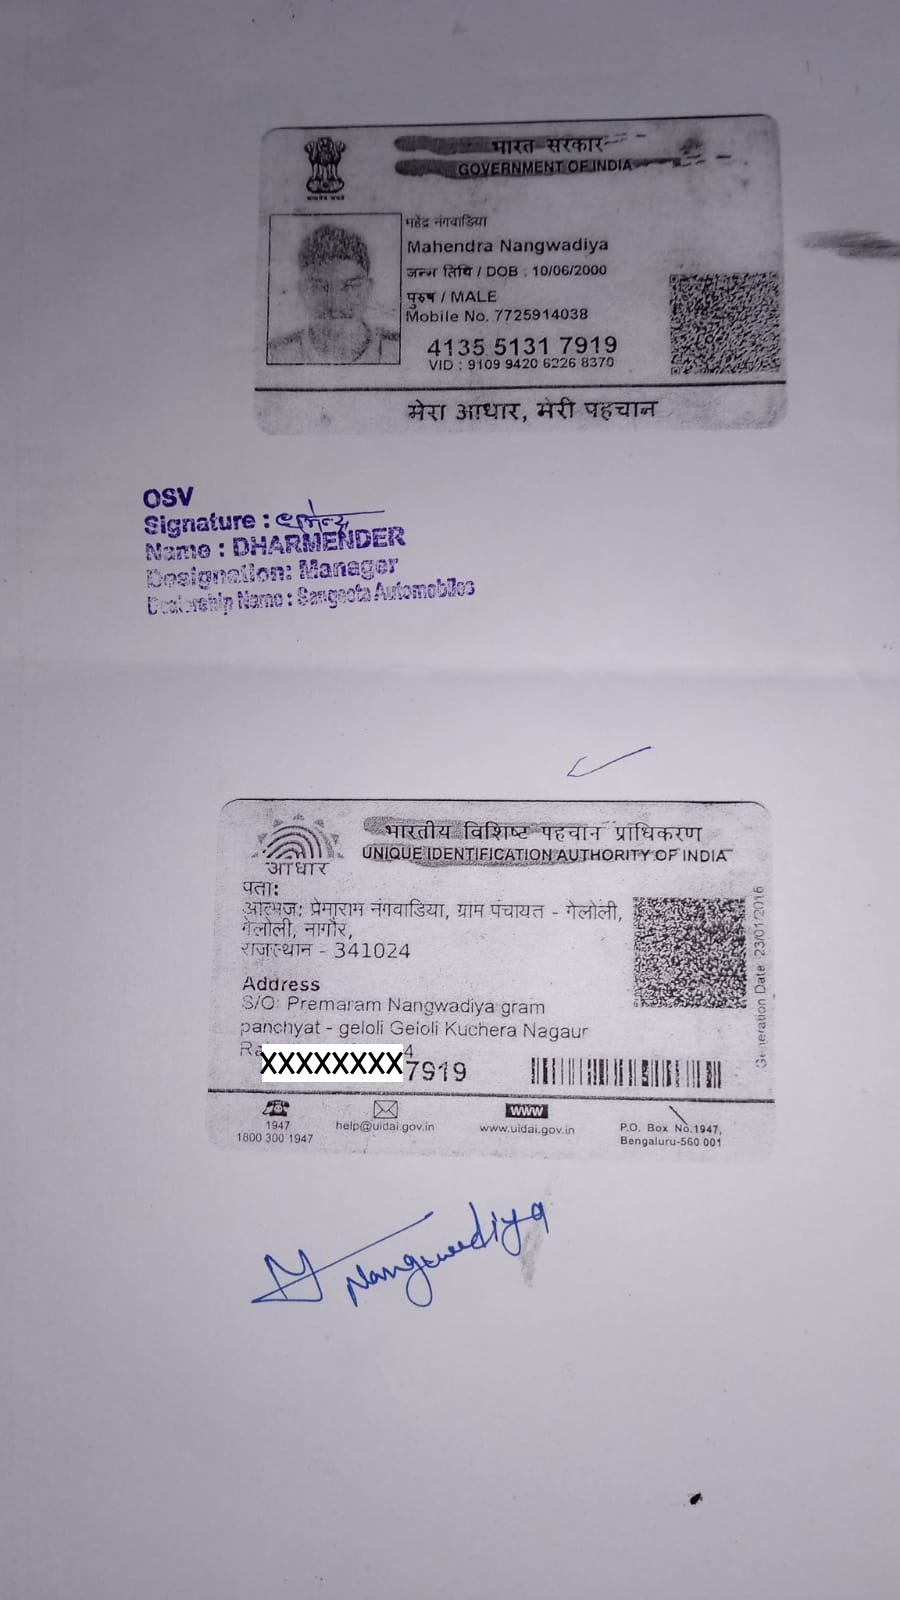 भारत सरकार
GOVERNMENT OF INDIA
महेंद्र नंगवाडिया
Mahendra Nangwadiya
जन्म तिथि / DOB : 10/06/2000
पुरुष / MALE
Mobile No. 7725914038
4135 5131 7919
VID : 9109 9420 6226 8370
मेरा आधार, मेरी पहचान
OSV
Signature :
Name : DHARMENDER
Designation: Manager
Dealership Name : Sangeeta Automobiles
भारतीय विशिष्ट पहचान प्राधिकरण
UNIQUE IDENTIFICATION AUTHORITY OF INDIA
आधार
पता:
आत्मज: प्रेमाराम नंगवाडिया, ग्राम पंचायत - गेलोली,
गेलोली, नागौर,
राजस्थान - 341024
Generation Date 23/01/2016
Address
S/O: Premaram Nangwadiya gram
panchyat - geloli Geloli Kuchera Nagaur
Ra 4
XXXXXXXX7919
1947
1800 300 1947
help@uidai.gov.in
www
www.uidai.gov.in
P.O. Box No.1947,
Bengaluru-560 001
M Nangwadiya